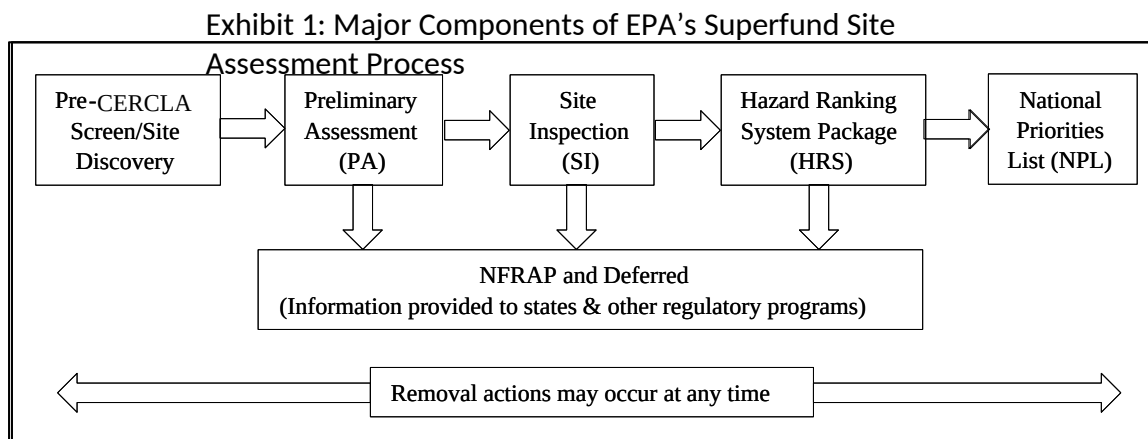 Exhibit 1: Major Components of EPA’s Superfund Site
Assessment Process
Pre-CERCLA
Screen/Site
Discovery
Preliminary
Assessment
(PA)
Site
Inspection
(SI)
Hazard Ranking
System Package
(HRS)
National
Priorities
List (NPL)
NFRAP and Deferred
(Information provided to states & other regulatory programs)
Removal actions may occur at any time